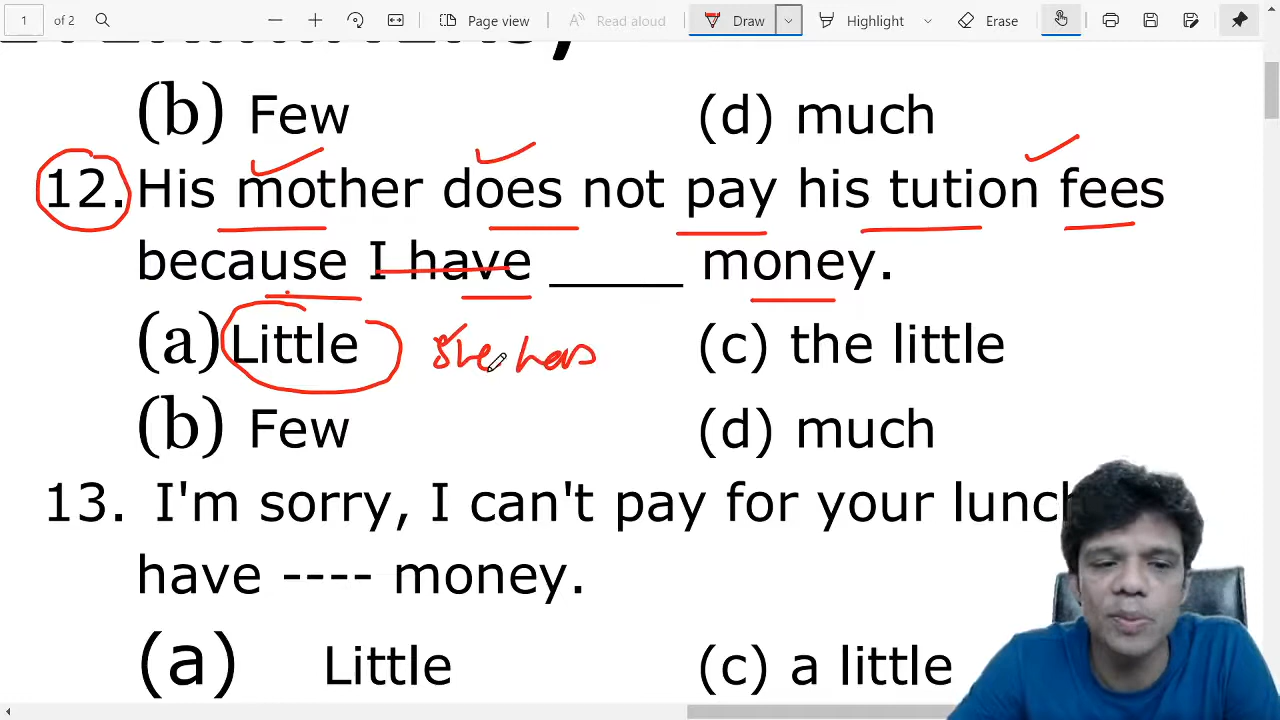 1 of 2 Page view Read aloud Draw Highlight Erase
(b) Few (d) much
12. His mother does not pay his tution fees
because I have _____ money.
(a) Little she has (c) the little
(b) Few (d) much
13. I'm sorry, I can't pay for your lunch
have ---- money.
(a) Little (c) a little